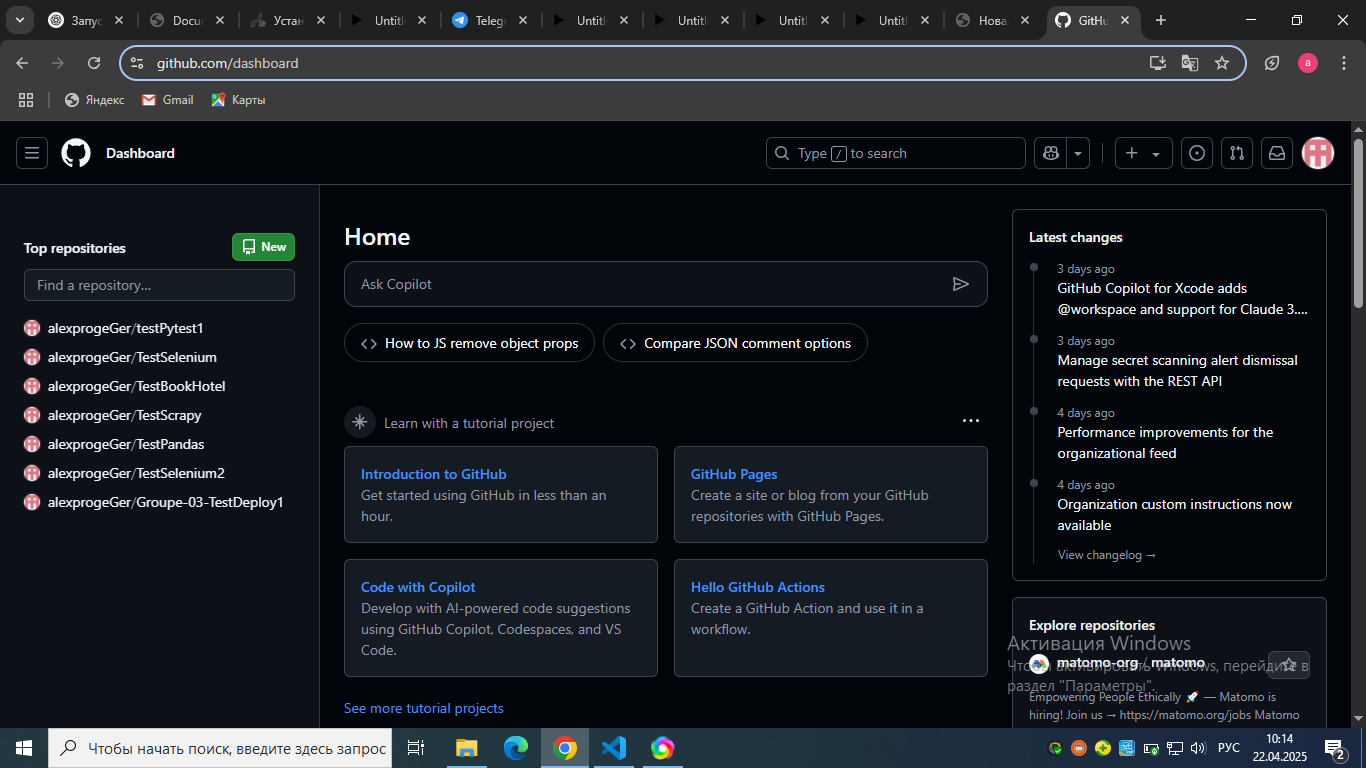 Запус
Docu
Устан
Untitl
Telegr
Untitl
Untitl
Untitl
Untitl
Нова
GitHu
github.com/dashboard
a
Яндекс
Gmail
Карты
Dashboard
Type / to search
Top repositories
New
Find a repository...
alexprogeGer/testPytest1
alexprogeGer/TestSelenium
alexprogeGer/TestBookHotel
alexprogeGer/TestScrapy
alexprogeGer/TestPandas
alexprogeGer/TestSelenium2
alexprogeGer/Groupe-03-TestDeploy1
Home
Ask Copilot
How to JS remove object props
Compare JSON comment options
Learn with a tutorial project
Introduction to GitHub
Get started using GitHub in less than an
hour.
GitHub Pages
Create a site or blog from your GitHub
repositories with GitHub Pages.
Code with Copilot
Develop with AI-powered code suggestions
using GitHub Copilot, Codespaces, and VS
Code.
Hello GitHub Actions
Create a GitHub Action and use it in a
workflow.
See more tutorial projects
Latest changes
3 days ago
GitHub Copilot for Xcode adds
@workspace and support for Claude 3....
3 days ago
Manage secret scanning alert dismissal
requests with the REST API
4 days ago
Performance improvements for the
organizational feed
4 days ago
Organization custom instructions now
available
View changelog →
Explore repositories
matomo-org / matomo
Empowering People Ethically 🚀 — Matomo is
hiring! Join us → https://matomo.org/jobs Matomo
Активация Windows
Чтобы активировать Windows, перейдите в
раздел "Параметры".
Чтобы начать поиск, введите здесь запрос
РУС
10:14
22.04.2025
2